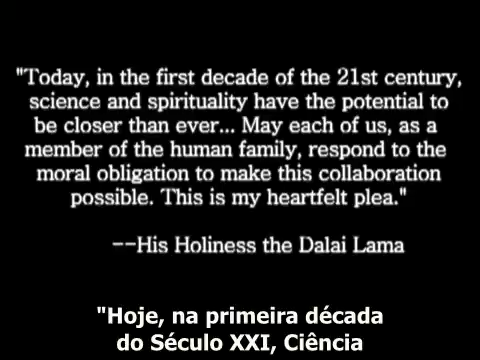 "Today, in the first decade of the 21st century,
science and spirituality have the potential to
be closer than ever... May each of us, as a
member of the human family, respond to the
moral obligation to make this collaboration
possible. This is my heartfelt plea."
--His Holiness the Dalai Lama
"Hoje, na primeira década
do Século XXI, Ciência